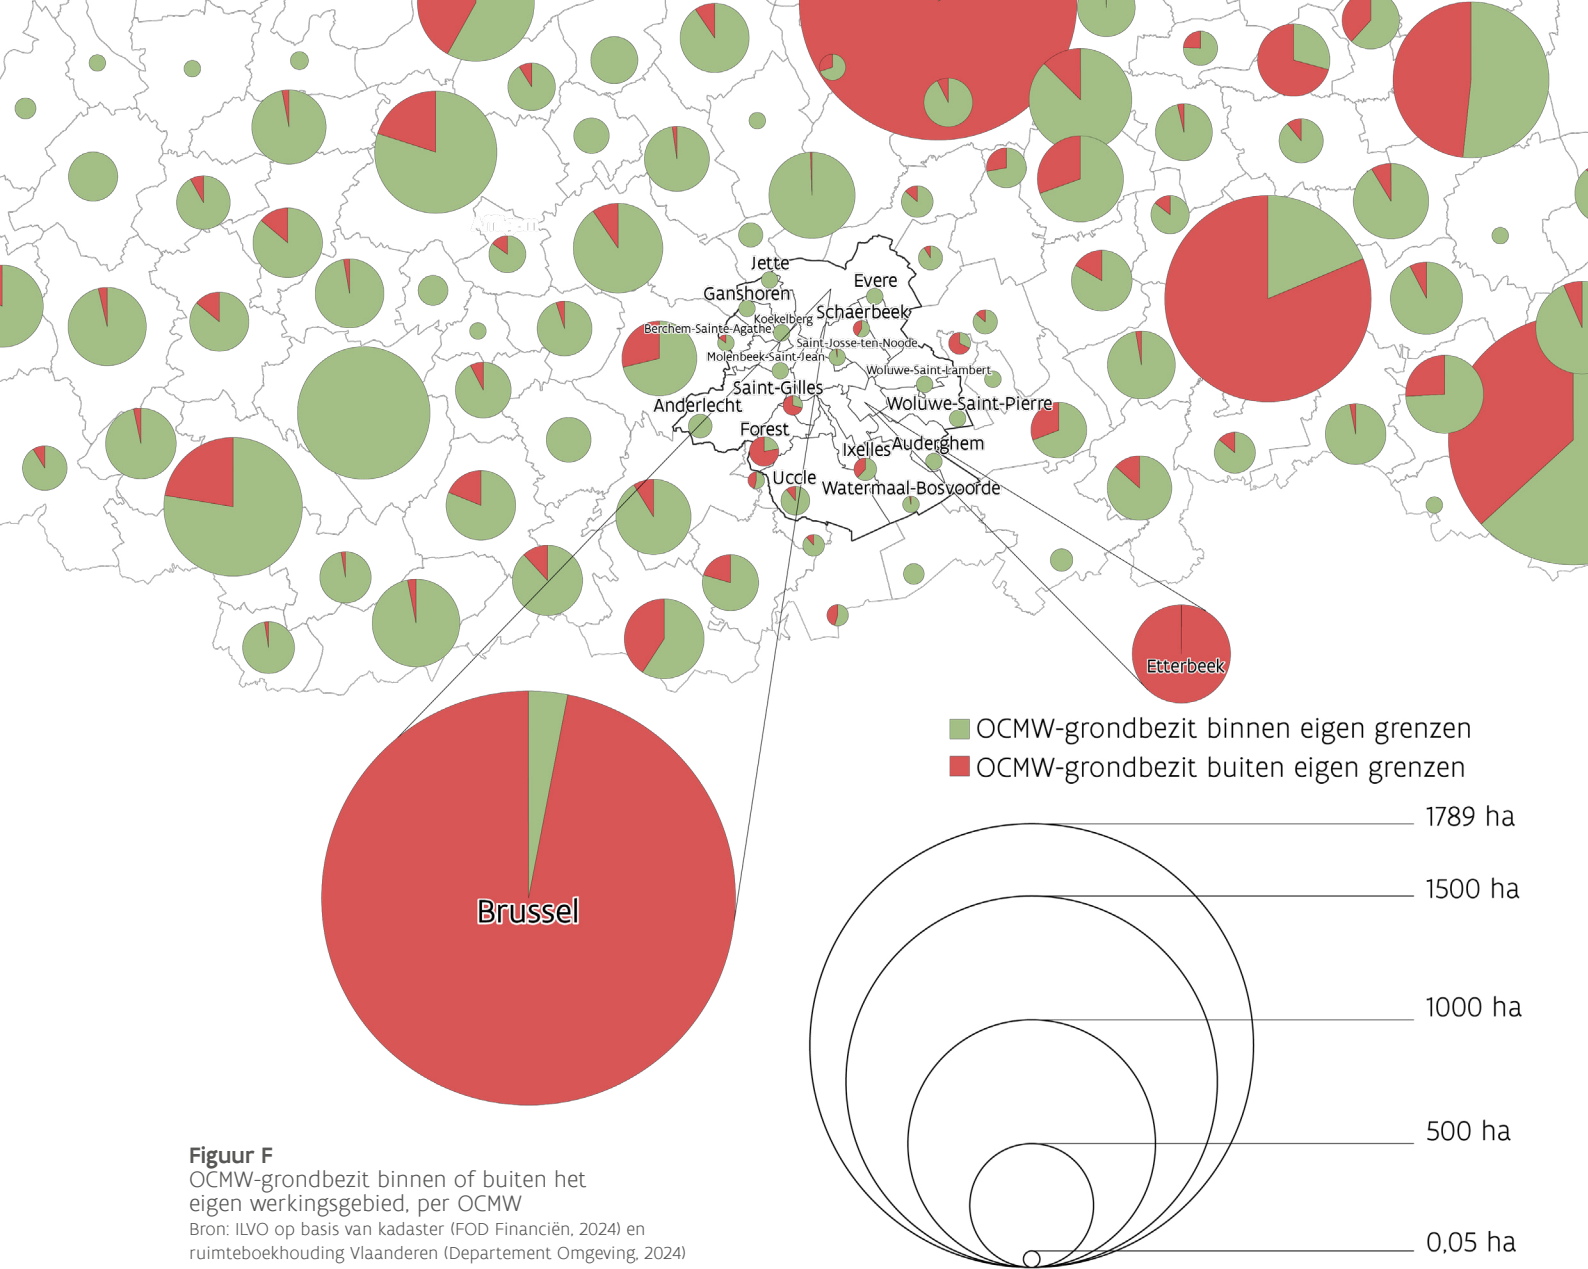 Jette
Evere
Ganshoren
Schaerbeek
Koekelberg
Berchem-Sainte-Agathe
Saint-Josse-ten-Noode
Molenbeek-Saint-Jean
Woluwe-Saint-Lambert
Saint-Gilles
Anderlecht
Woluwe-Saint-Pierre
Forest
Auderghem
Ixelles
Uccle
Watermaal-Bosvoorde
Etterbeek
Brussel
OCMW-grondbezit binnen eigen grenzen
OCMW-grondbezit buiten eigen grenzen
1789 ha
1500 ha
1000 ha
500 ha
0,05 ha
Figuur F
OCMW-grondbezit binnen of buiten het
eigen werkingsgebied, per OCMW
Bron: ILVO op basis van kadaster (FOD Financiën, 2024) en
ruimteboekhouding Vlaanderen (Departement Omgeving, 2024)